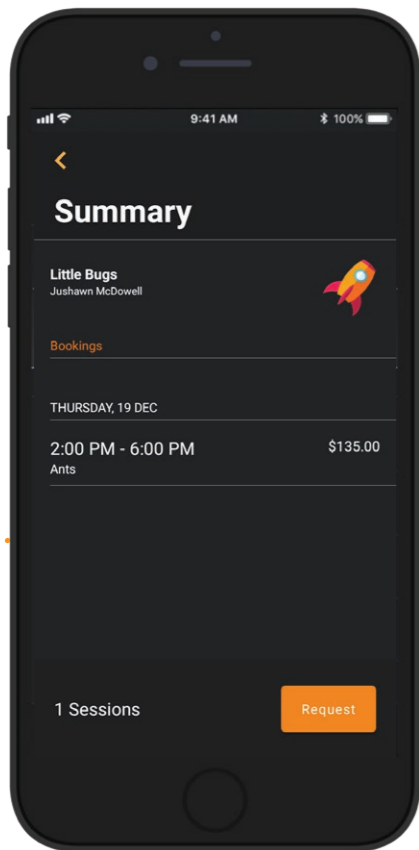 9:41 AM
100%
Summary
Little Bugs
Jushawn McDowell
Bookings
THURSDAY, 19 DEC
2:00 PM - 6:00 PM $135.00
Ants
1 Sessions Request